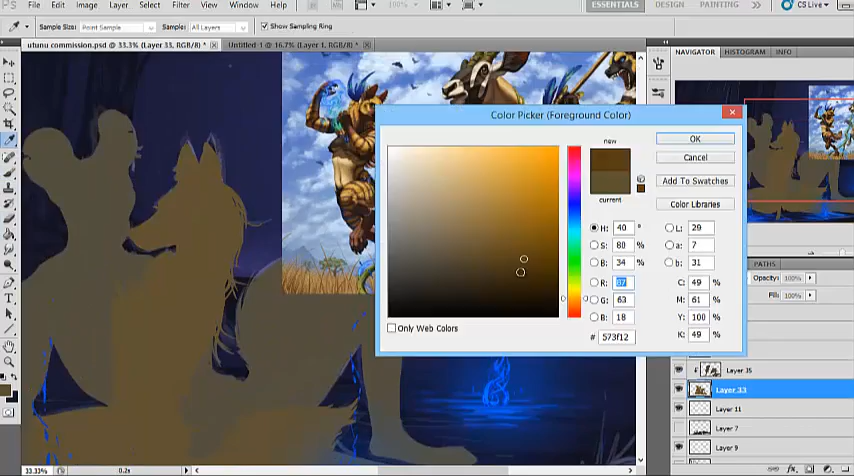 PS File Edit Image Layer Select Filter View Window Help 100% ESSENTIALS DESIGN PAINTING >> CS Live
Sample Size: Point Sample Sample: All Layers Show Sampling Ring
utunu commission.psd @ 33.3% (Layer 33, RGB/8) * Untitled-1 @ 16.7% (Layer 1, RGB/8) *
NAVIGATOR HISTOGRAM INFO
Color Picker (Foreground Color)
new
current
OK
Cancel
Add To Swatches
Color Libraries
H: 40 ° L: 29
S: 80 % a: 7
B: 34 % b: 31
R: 87 C: 49 %
G: 63 M: 61 %
B: 18 Y: 100 %
# 573f12 K: 49 %
Only Web Colors
PATHS
Opacity: 100%
Fill: 100%
Layer 35
Layer 33
Layer 11
Layer 7
Layer 9
33.33% 0.2s